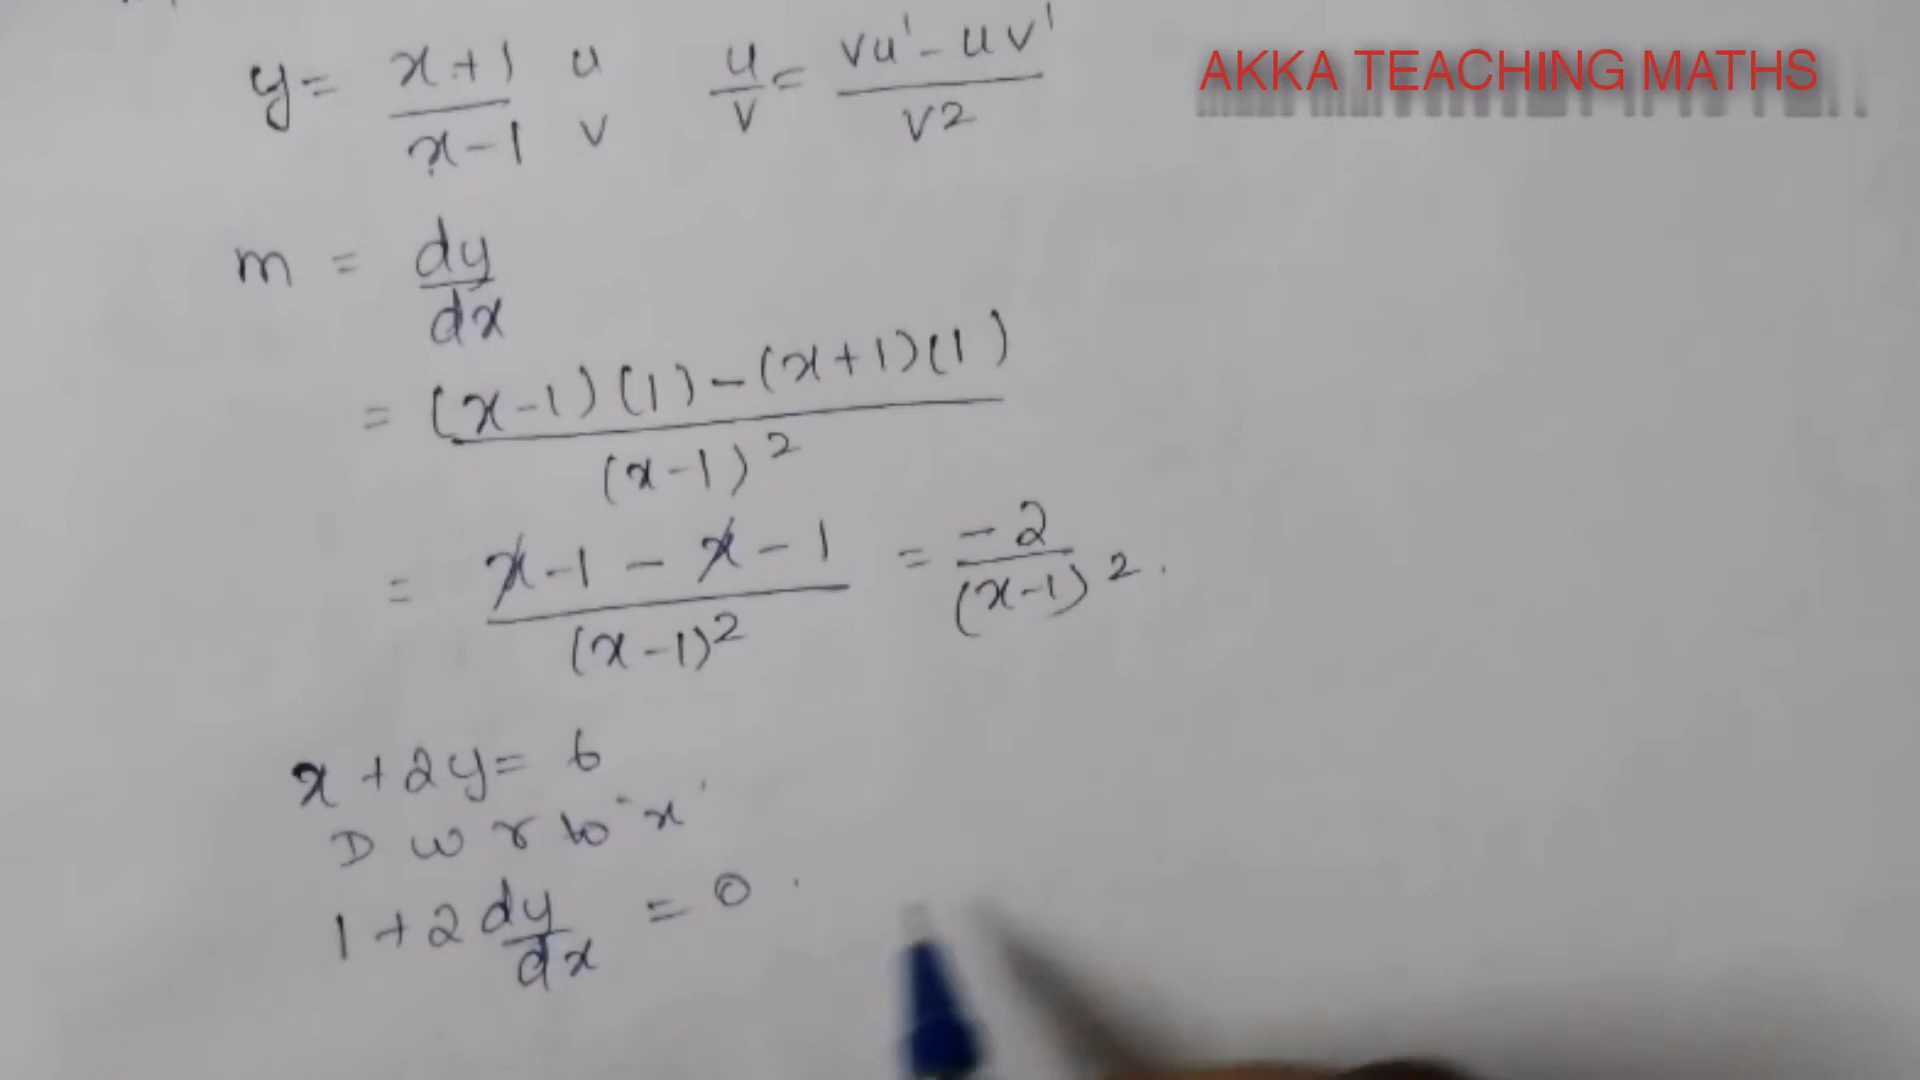 AKKA TEACHING MATHS
y = x+1 / x-1 u v u/v = vu' - uv' / v2
m = dy/dx
= (x-1)(1) - (x+1)(1) / (x-1)2
= x-1 - x-1 / (x-1)2 = -2 / (x-1)2.
x + 2y = 6
D w r to 'x'
1 + 2 dy/dx = 0.